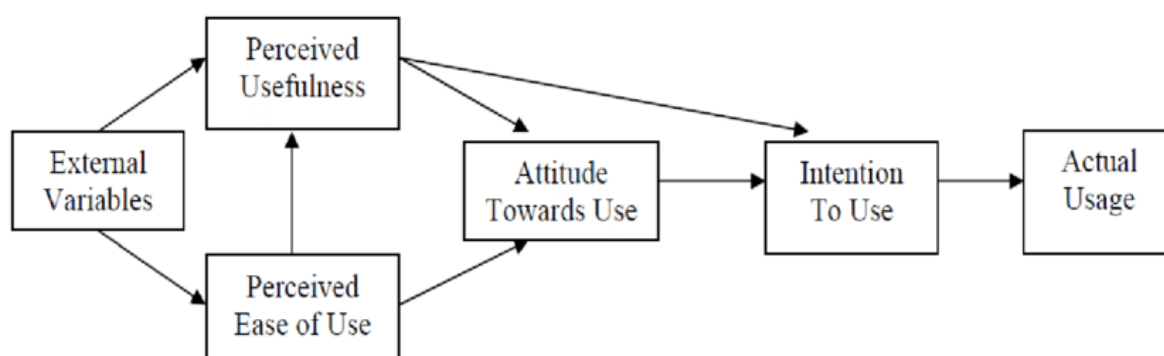 Perceived
Usefulness
External
Variables
Perceived
Ease of Use
Attitude
Towards Use
Intention
To Use
Actual
Usage